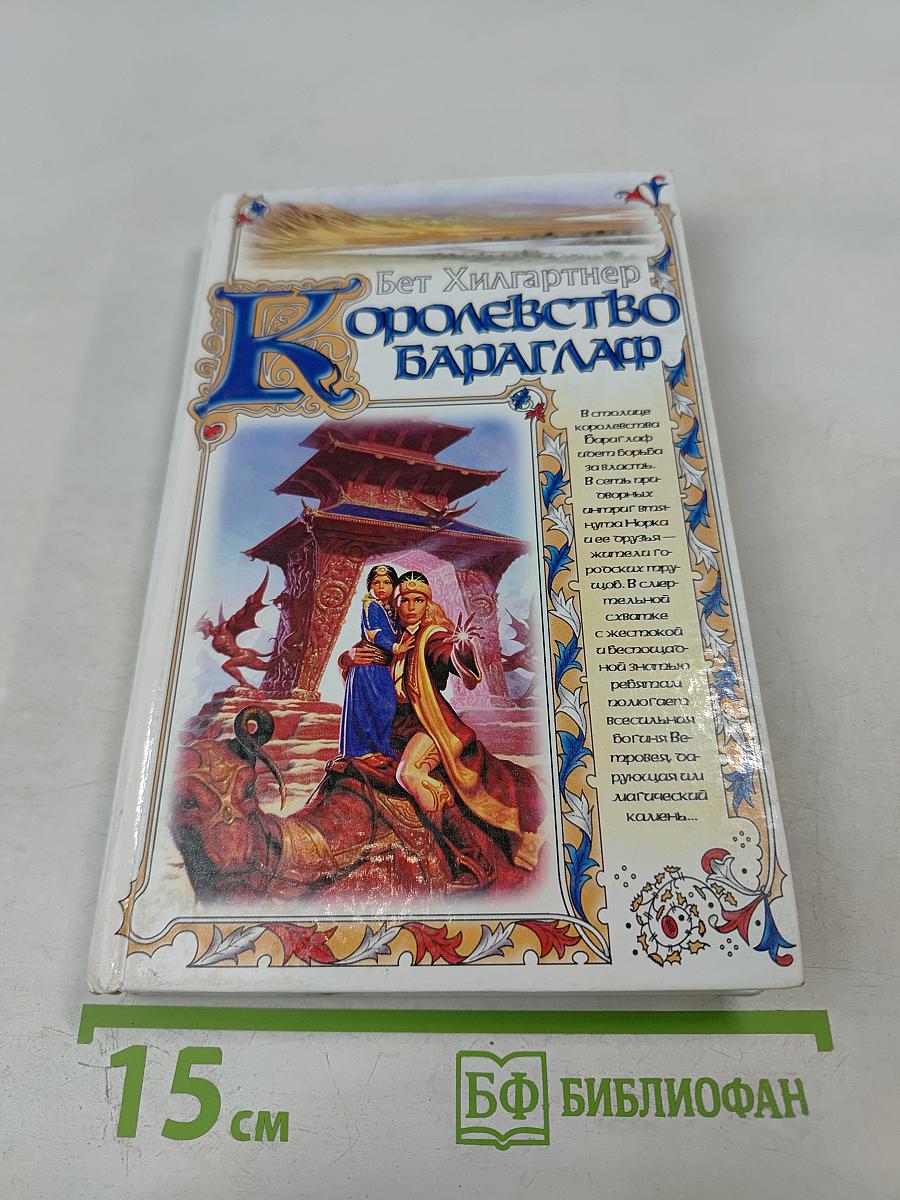 Бет Хилгартнер
Королевство
Бараглаф
В столице
королевства
Бараглаф
идет борьба
за власть.
В сеть при-
дворных
интриг втя-
нута Норка
и ее друзья —
жители го-
родских тру-
щоб. В смер-
тельной
схватке
с жестокой
и беспощад-
ной знатью
ребятам
помогает
всесильная
богиня Ве-
тровея, да-
рующая им
магический
камень...
15 см
БФ БИБЛИОФАН